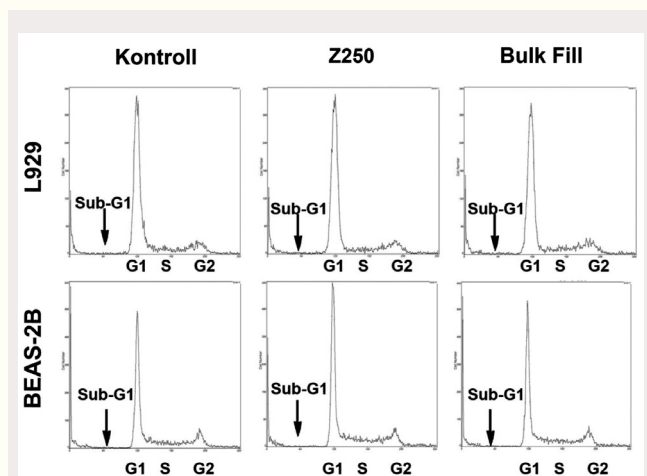 Kontroll Z250 Bulk Fill
L929
Sub-G1 Sub-G1 Sub-G1
G1 S G2 G1 S G2 G1 S G2
BEAS-2B
Sub-G1 Sub-G1 Sub-G1
G1 S G2 G1 S G2 G1 S G2